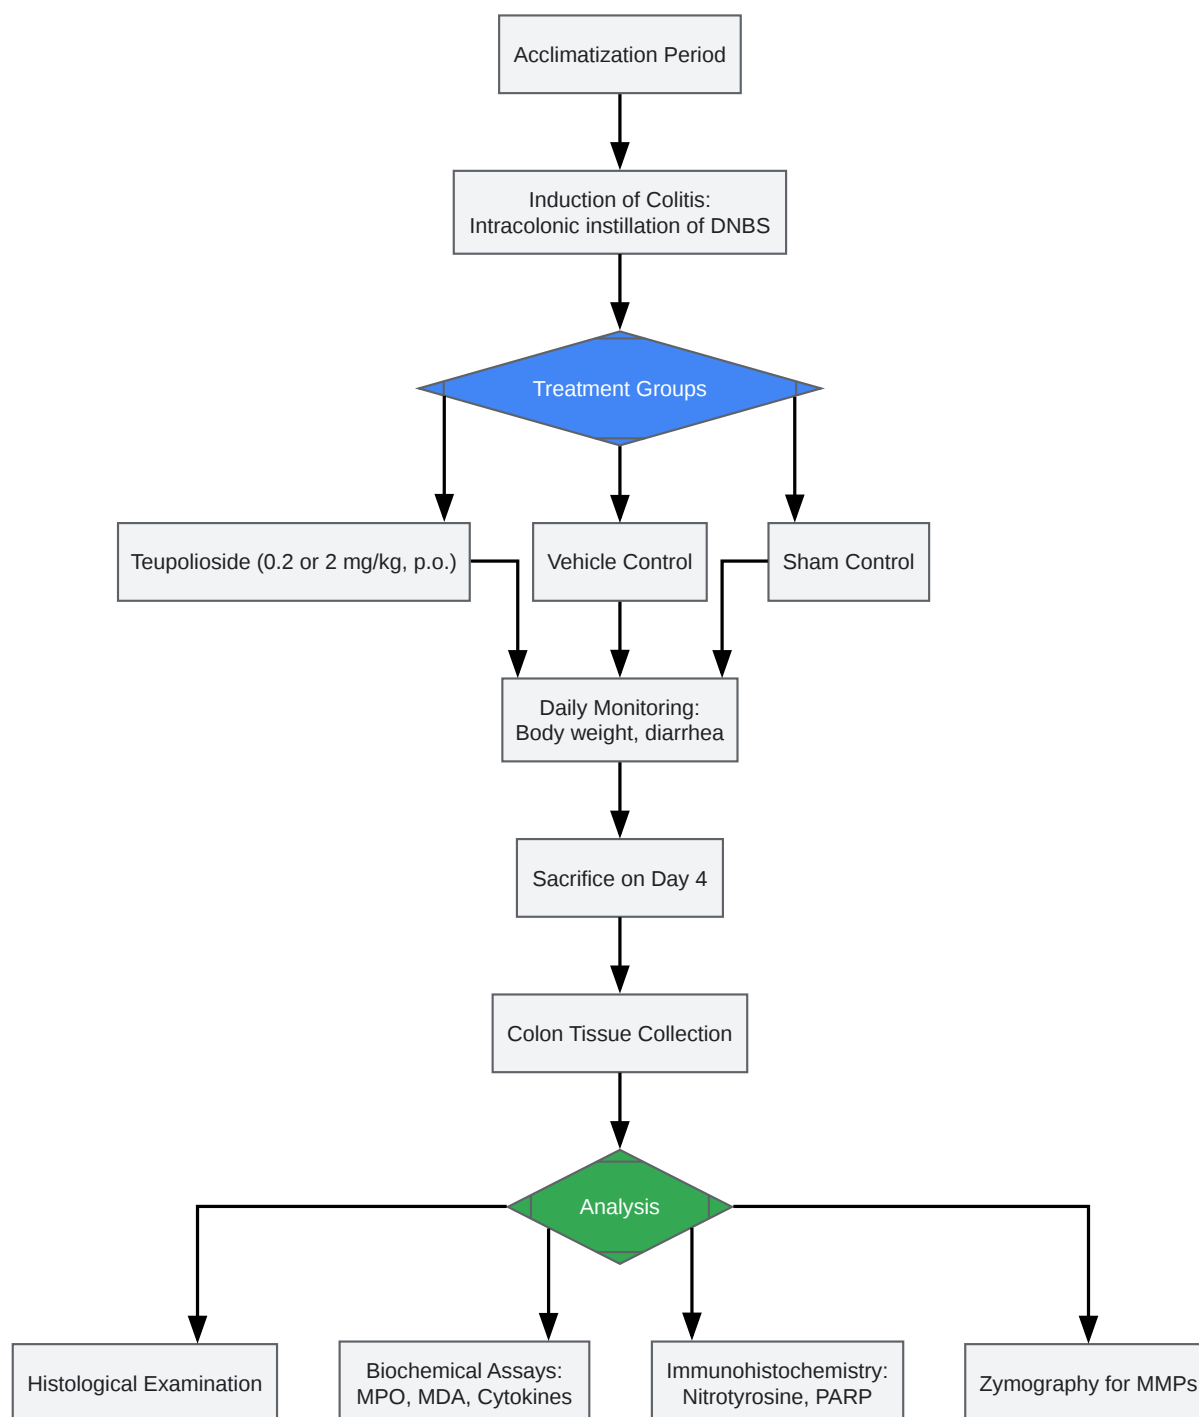 Acclimatization Period
Induction of Colitis:
Intracolonic instillation of DNBS
Treatment Groups
Teupolioside (0.2 or 2 mg/kg, p.o.)
Vehicle Control
Sham Control
Daily Monitoring:
Body weight, diarrhea
Sacrifice on Day 4
Colon Tissue Collection
Analysis
Histological Examination
Biochemical Assays:
MPO, MDA, Cytokines
Immunohistochemistry:
Nitrotyrosine, PARP
Zymography for MMPs